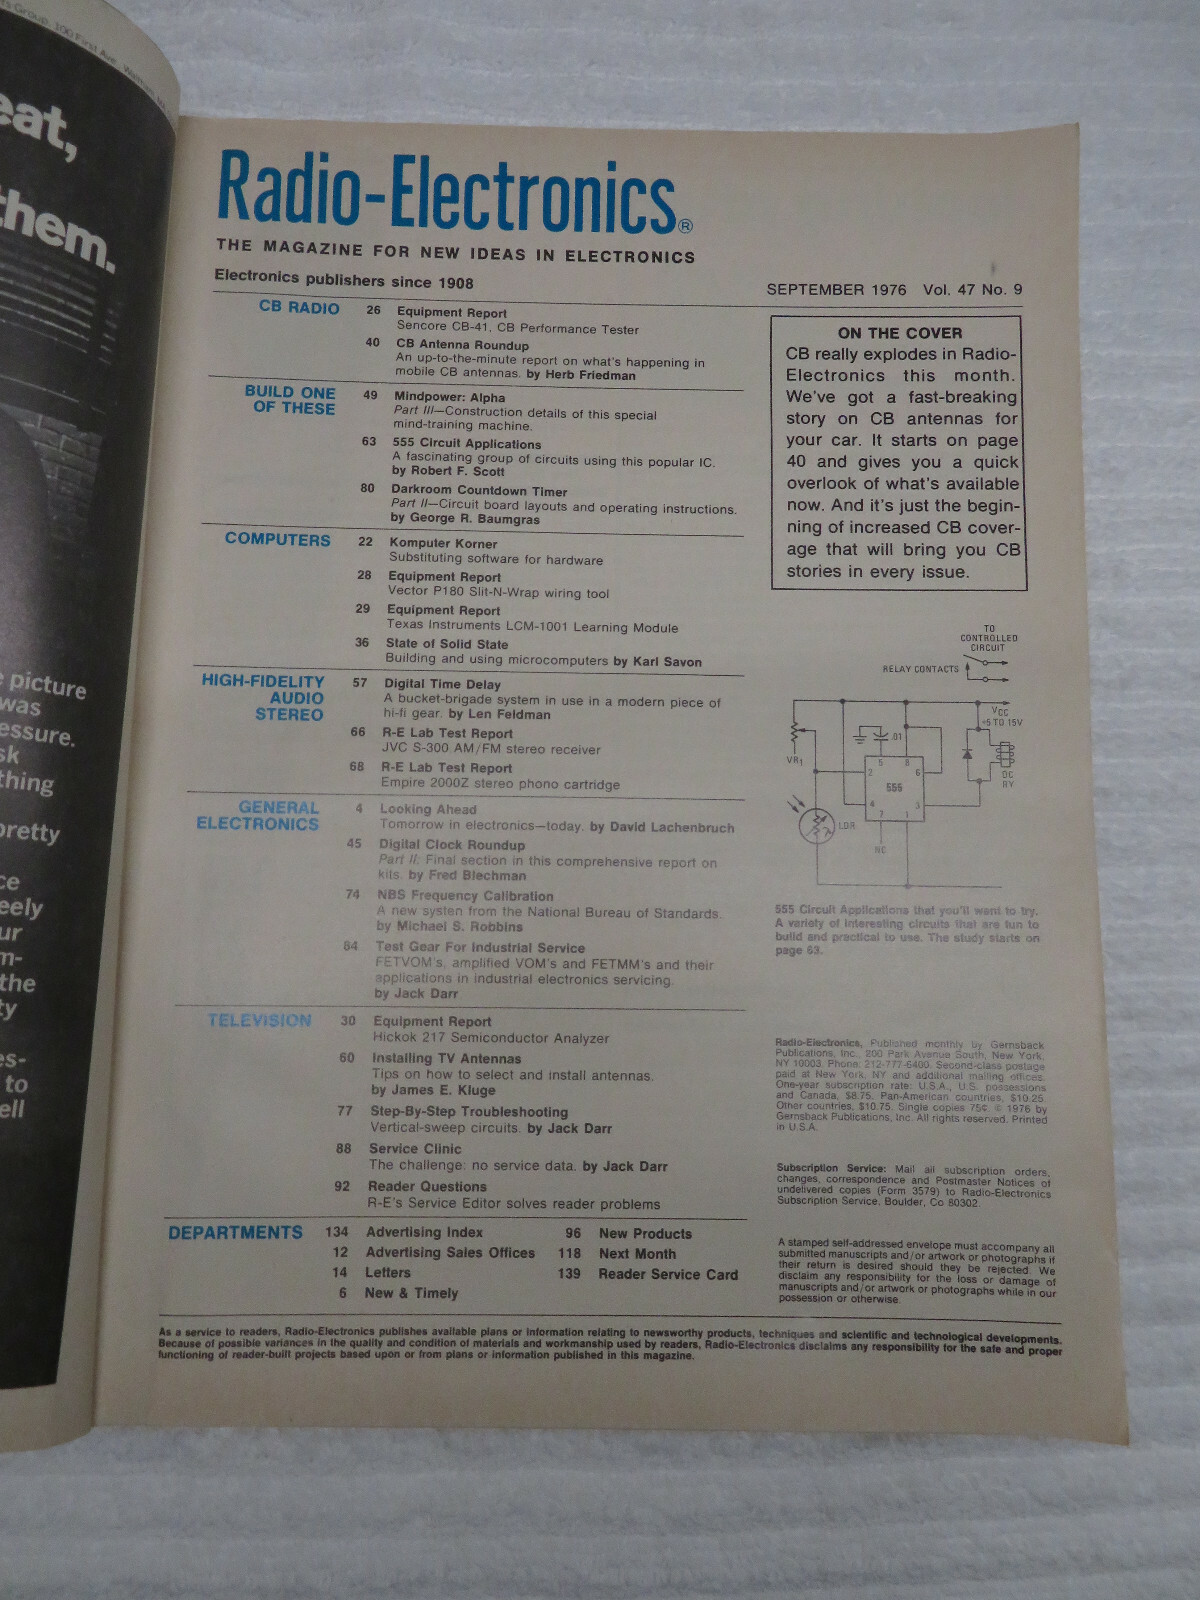 s Group, 100 First Ave., Waltham, MA
eat,
them.
e picture
was
essure.
sk
thing
pretty
ce
eely
ur
m-
the
ty
es-
to
ell
Radio-Electronics®
THE MAGAZINE FOR NEW IDEAS IN ELECTRONICS
Electronics publishers since 1908
SEPTEMBER 1976 Vol. 47 No. 9
CB RADIO 26 Equipment Report
Sencore CB-41, CB Performance Tester
40 CB Antenna Roundup
An up-to-the-minute report on what's happening in
mobile CB antennas. by Herb Friedman
BUILD ONE
OF THESE
49 Mindpower: Alpha
Part III—Construction details of this special
mind-training machine.
63 555 Circuit Applications
A fascinating group of circuits using this popular IC.
by Robert F. Scott
80 Darkroom Countdown Timer
Part II—Circuit board layouts and operating instructions.
by George R. Baumgras
COMPUTERS 22 Komputer Korner
Substituting software for hardware
28 Equipment Report
Vector P180 Slit-N-Wrap wiring tool
29 Equipment Report
Texas Instruments LCM-1001 Learning Module
36 State of Solid State
Building and using microcomputers by Karl Savon
HIGH-FIDELITY
AUDIO
STEREO
57 Digital Time Delay
A bucket-brigade system in use in a modern piece of
hi-fi gear. by Len Feldman
66 R-E Lab Test Report
JVC S-300 AM/FM stereo receiver
68 R-E Lab Test Report
Empire 2000Z stereo phono cartridge
GENERAL
ELECTRONICS
4 Looking Ahead
Tomorrow in electronics—today. by David Lachenbruch
45 Digital Clock Roundup
Part II. Final section in this comprehensive report on
kits. by Fred Blechman
74 NBS Frequency Calibration
A new systen from the National Bureau of Standards.
by Michael S. Robbins
84 Test Gear For Industrial Service
FETVOM's, amplified VOM's and FETMM's and their
applications in industrial electronics servicing.
by Jack Darr
TELEVISION 30 Equipment Report
Hickok 217 Semiconductor Analyzer
60 Installing TV Antennas
Tips on how to select and install antennas.
by James E. Kluge
77 Step-By-Step Troubleshooting
Vertical-sweep circuits. by Jack Darr
88 Service Clinic
The challenge: no service data. by Jack Darr
92 Reader Questions
R-E's Service Editor solves reader problems
DEPARTMENTS 134 Advertising Index 96 New Products
12 Advertising Sales Offices 118 Next Month
14 Letters 139 Reader Service Card
6 New & Timely
ON THE COVER
CB really explodes in Radio-
Electronics this month.
We've got a fast-breaking
story on CB antennas for
your car. It starts on page
40 and gives you a quick
overlook of what's available
now. And it's just the begin-
ning of increased CB cover-
age that will bring you CB
stories in every issue.
TO
CONTROLLED
CIRCUIT
RELAY CONTACTS
VCC
+5 TO 15V
.01
VR1
5 8
2 6
555
4 3
7 1
DC
RY
LDR
NC
555 Circuit Applications that you'll want to try.
A variety of interesting circuits that are fun to
build and practical to use. The study starts on
page 63.
Radio-Electronics, Published monthly by Gernsback
Publications, Inc., 200 Park Avenue South, New York,
NY 10003. Phone: 212-777-6400. Second-class postage
paid at New York, NY and additional mailing offices.
One-year subscription rate: U.S.A., U.S. possessions
and Canada, $8.75. Pan-American countries, $10.25.
Other countries, $10.75. Single copies 75¢. © 1976 by
Gernsback Publications, Inc. All rights reserved. Printed
in U.S.A.
Subscription Service: Mail all subscription orders,
changes, correspondence and Postmaster Notices of
undelivered copies (Form 3579) to Radio-Electronics
Subscription Service, Boulder, Co 80302.
A stamped self-addressed envelope must accompany all
submitted manuscripts and/or artwork or photographs if
their return is desired should they be rejected. We
disclaim any responsibility for the loss or damage of
manuscripts and/or artwork or photographs while in our
possession or otherwise.
As a service to readers, Radio-Electronics publishes available plans or information relating to newsworthy products, techniques and scientific and technological developments.
Because of possible variances in the quality and condition of materials and workmanship used by readers, Radio-Electronics disclaims any responsibility for the safe and proper
functioning of reader-built projects based upon or from plans or information published in this magazine.